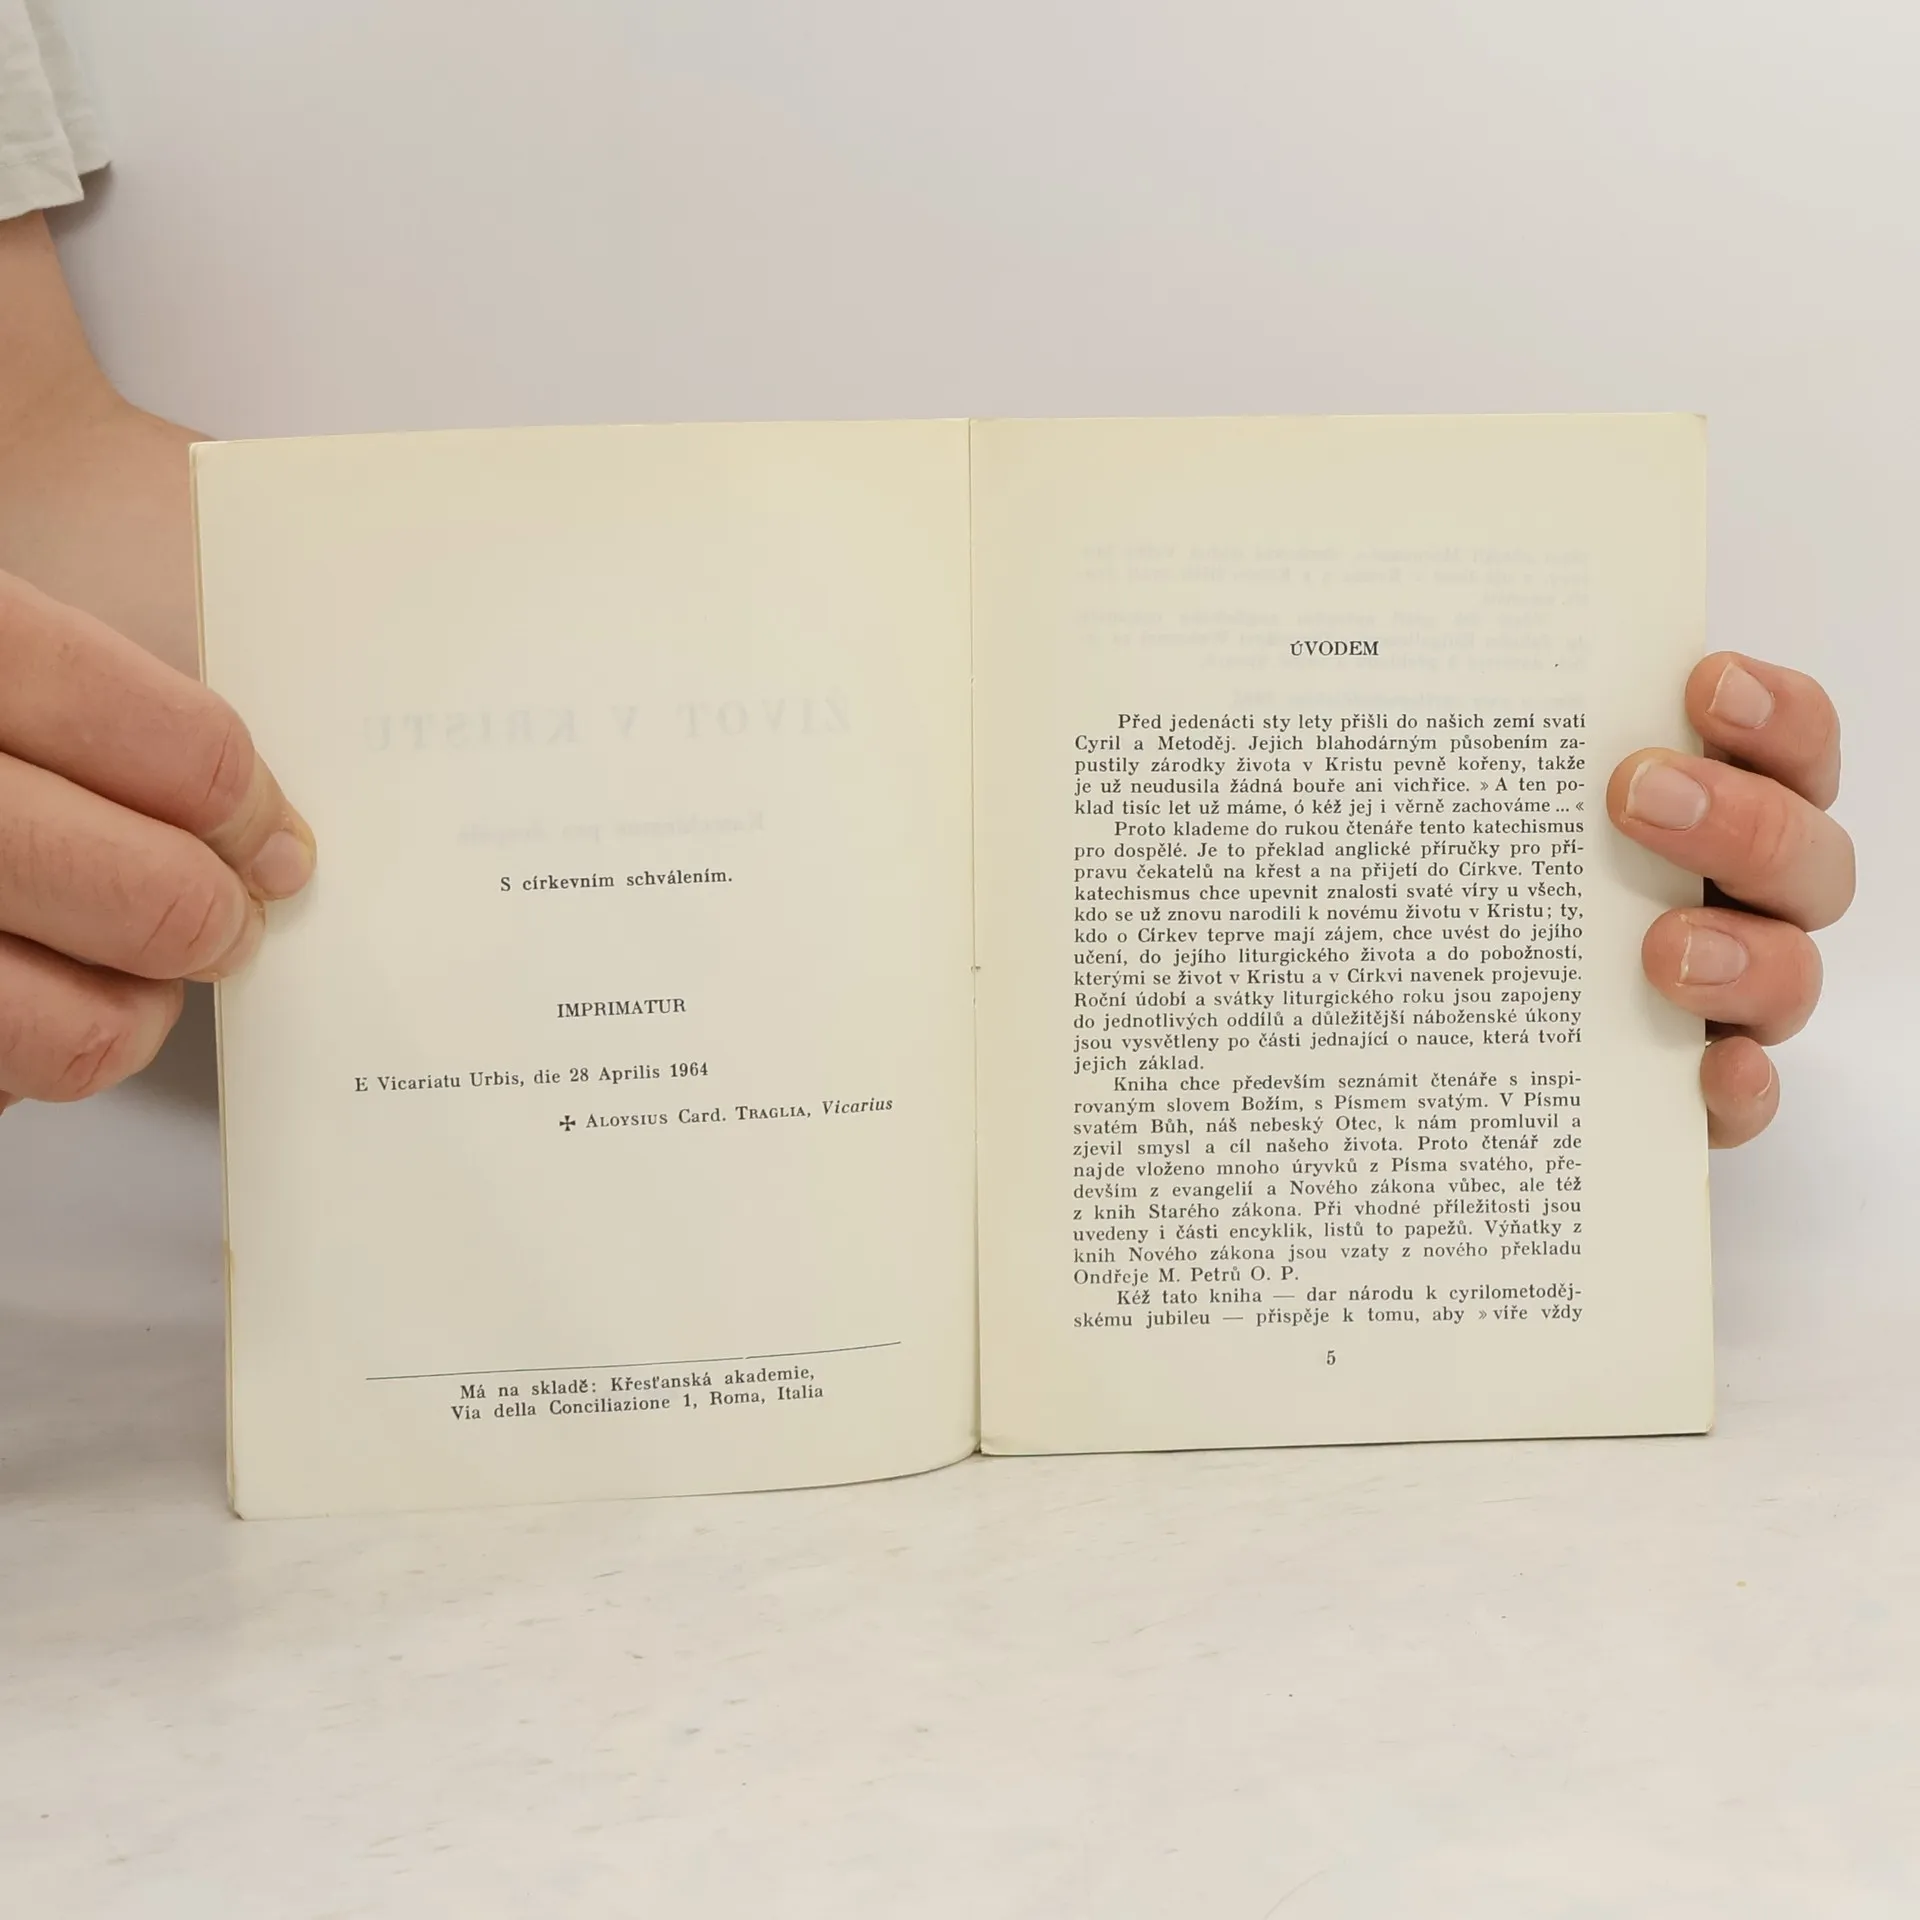 S církevním schválením.
IMPRIMATUR
E Vicariatu Urbis, die 28 Aprilis 1964
✠ Aloysius Card. Traglia, Vicarius
Má na skladě: Křesťanská akademie,
Via della Conciliazione 1, Roma, Italia
ÚVODEM
Před jedenácti sty lety přišli do našich zemí svatí
Cyril a Metoděj. Jejich blahodárným působením za-
pustily zárodky života v Kristu pevně kořeny, takže
je už neudusila žádná bouře ani vichřice. » A ten po-
klad tisíc let už máme, ó kéž jej i věrně zachováme ... «
Proto klademe do rukou čtenáře tento katechismus
pro dospělé. Je to překlad anglické příručky pro pří-
pravu čekatelů na křest a na přijetí do Církve. Tento
katechismus chce upevnit znalosti svaté víry u všech,
kdo se už znovu narodili k novému životu v Kristu; ty,
kdo o Církev teprve mají zájem, chce uvést do jejího
učení, do jejího liturgického života a do pobožností,
kterými se život v Kristu a v Církvi navenek projevuje.
Roční údobí a svátky liturgického roku jsou zapojeny
do jednotlivých oddílů a důležitější náboženské úkony
jsou vysvětleny po části jednající o nauce, která tvoří
jejich základ.
Kniha chce především seznámit čtenáře s inspi-
rovaným slovem Božím, s Písmem svatým. V Písmu
svatém Bůh, náš nebeský Otec, k nám promluvil a
zjevil smysl a cíl našeho života. Proto čtenář zde
najde vloženo mnoho úryvků z Písma svatého, pře-
devším z evangelií a Nového zákona vůbec, ale též
z knih Starého zákona. Při vhodné příležitosti jsou
uvedeny i části encyklik, listů to papežů. Výňatky z
knih Nového zákona jsou vzaty z nového překladu
Ondřeje M. Petrů O. P.
Kéž tato kniha — dar národu k cyrilometoděj-
skému jubileu — přispěje k tomu, aby » víře vždy
5